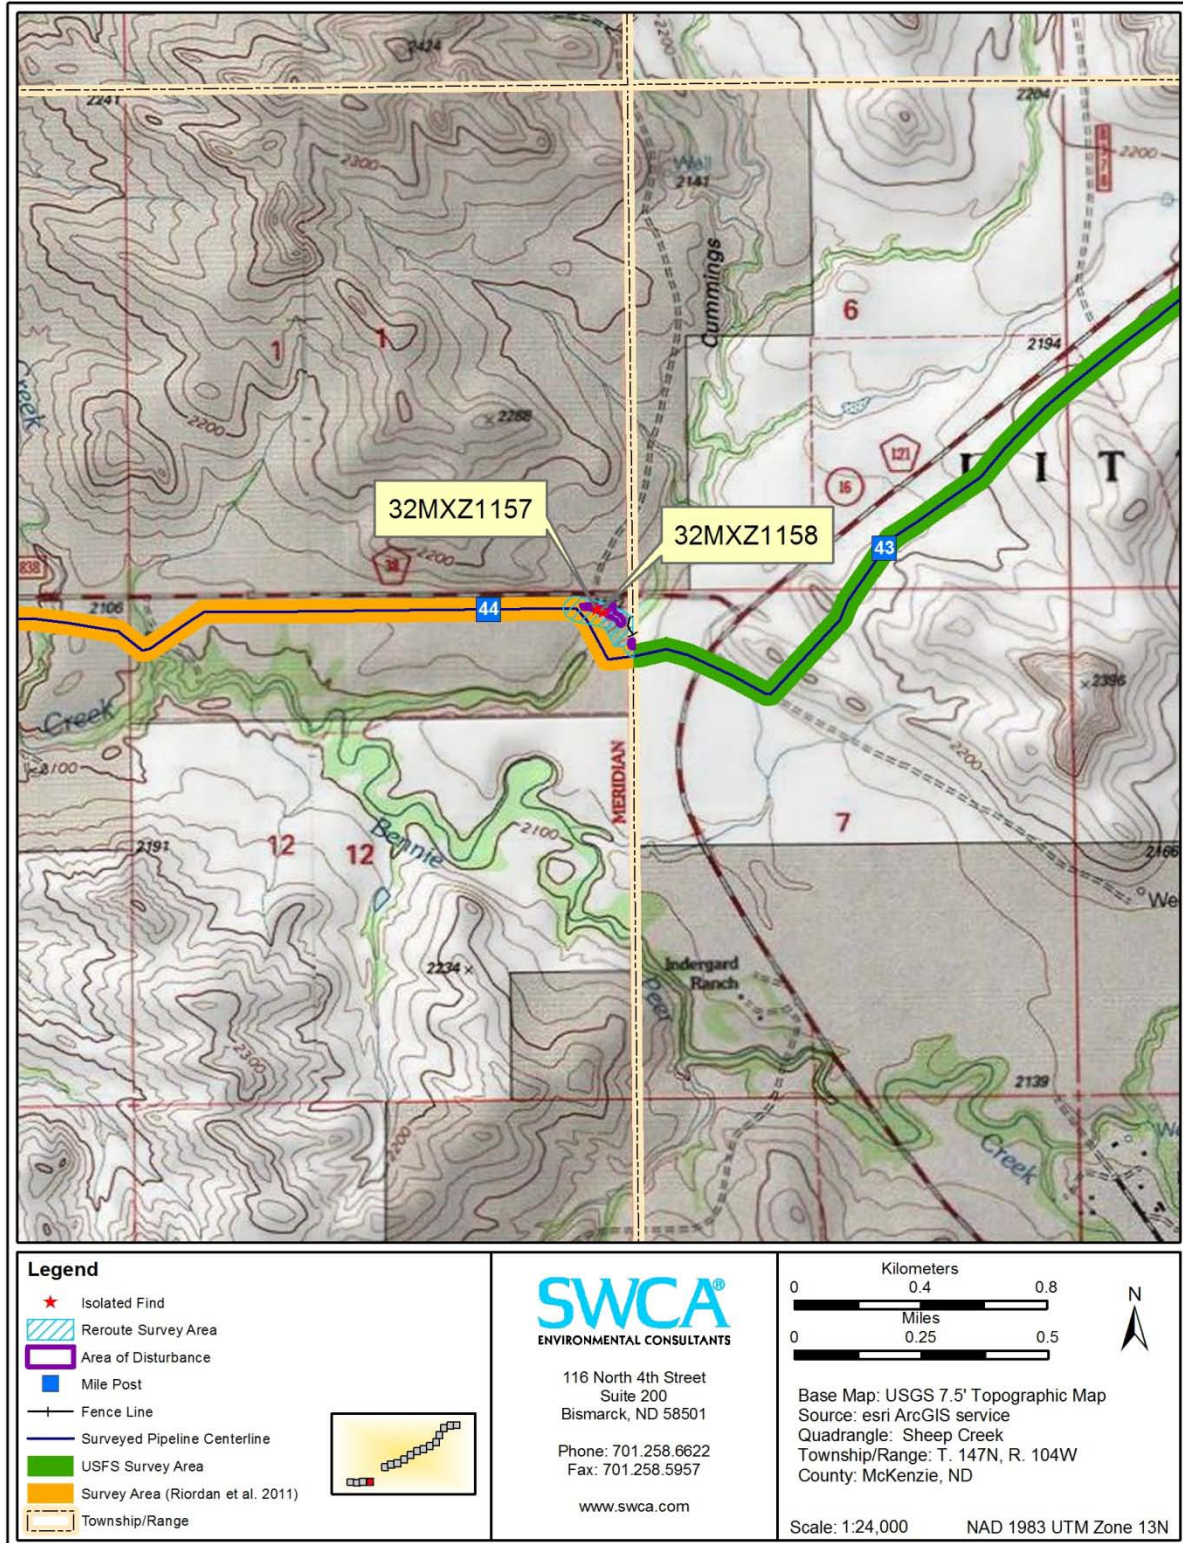 2424
2200
2241
2204
2300
2200
Well
2141
Cummings
6
1
1
2194
Creek
2200
2288
121
I I T
16
32MXZ1157
32MXZ1158
838
38
2200
43
2106
44
2396
Creek
MERIDIAN
2200
2100
Bennie
2100
7
2191
12
12
2166
We
2234
Indergard
Ranch
Peer
2300
2139
2200
Creek
We
Legend
Isolated Find
Reroute Survey Area
Area of Disturbance
Mile Post
Fence Line
Surveyed Pipeline Centerline
USFS Survey Area
Survey Area (Riordan et al. 2011)
Township/Range
SWCA®
ENVIRONMENTAL CONSULTANTS
116 North 4th Street
Suite 200
Bismarck, ND 58501
Phone: 701.258.6622
Fax: 701.258.5957
www.swca.com
Kilometers
0 0.4 0.8
Miles
0 0.25 0.5
N
Base Map: USGS 7.5' Topographic Map
Source: esri ArcGIS service
Quadrangle: Sheep Creek
Township/Range: T. 147N, R. 104W
County: McKenzie, ND
Scale: 1:24,000 NAD 1983 UTM Zone 13N